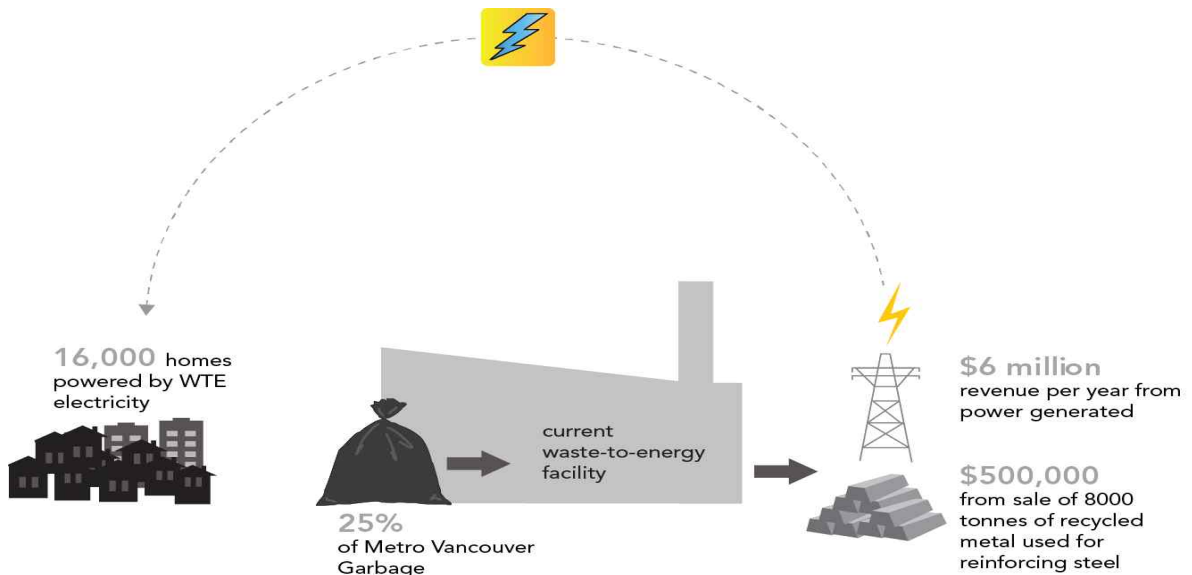 16,000 homes
powered by WTE
electricity
25%
of Metro Vancouver
Garbage
current
waste-to-energy
facility
$6 million
revenue per year from
power generated
$500,000
from sale of 8000
tonnes of recycled
metal used for
reinforcing steel